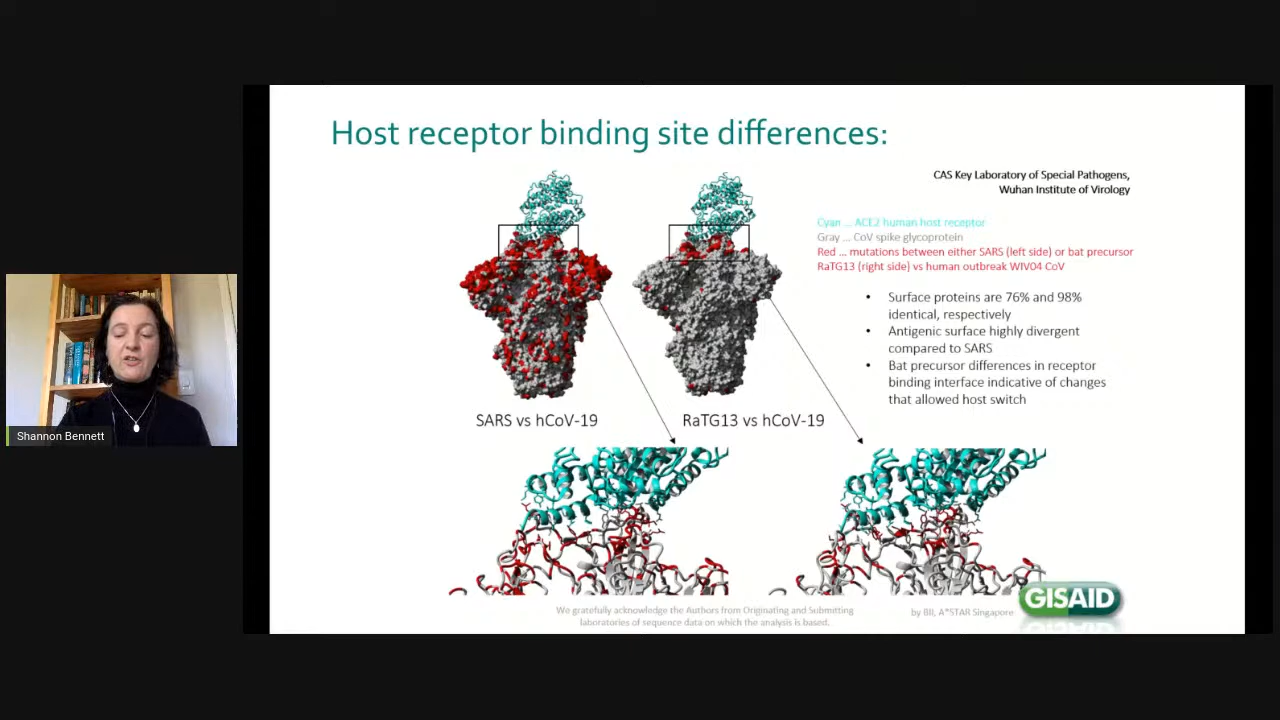 Host receptor binding site differences:
CAS Key Laboratory of Special Pathogens,
Wuhan Institute of Virology
Cyan ... ACE2 human host receptor
Gray ... CoV spike glycoprotein
Red ... mutations between either SARS (left side) or bat precursor
RaTG13 (right side) vs human outbreak WIV04 CoV
• Surface proteins are 76% and 98%
identical, respectively
• Antigenic surface highly divergent
compared to SARS
• Bat precursor differences in receptor
binding interface indicative of changes
that allowed host switch
SARS vs hCoV-19
RaTG13 vs hCoV-19
Shannon Bennett
We gratefully acknowledge the Authors from Originating and Submitting
laboratories of sequence data on which the analysis is based.
by BII, A*STAR Singapore
GISAID